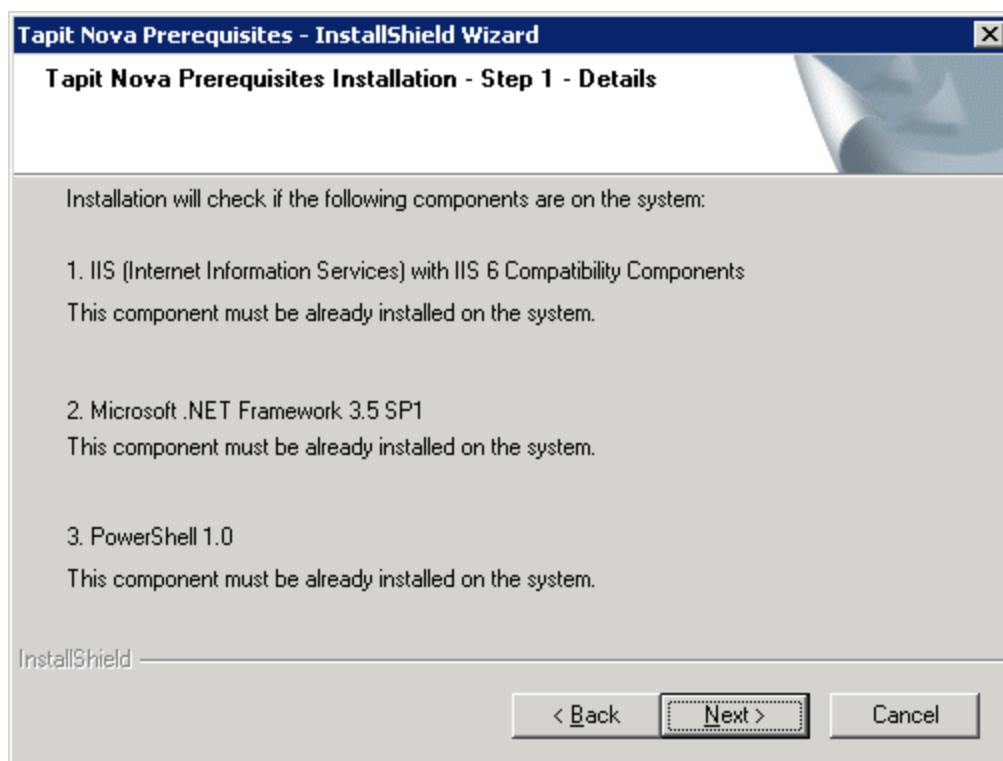 Tapit Nova Prerequisites - InstallShield Wizard
Tapit Nova Prerequisites Installation - Step 1 - Details
Installation will check if the following components are on the system:
1. IIS (Internet Information Services) with IIS 6 Compatibility Components
This component must be already installed on the system.
2. Microsoft .NET Framework 3.5 SP1
This component must be already installed on the system.
3. PowerShell 1.0
This component must be already installed on the system.
InstallShield
< Back
Next >
Cancel